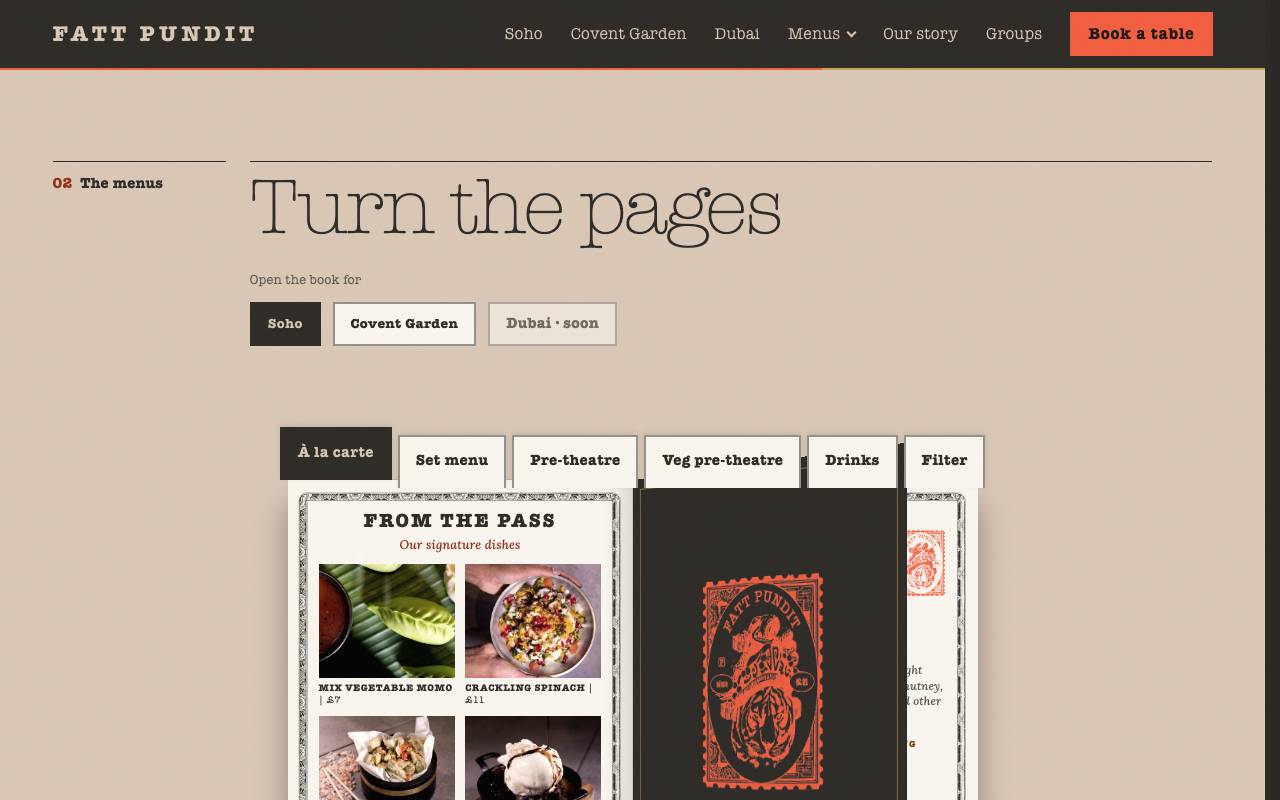 FATT PUNDIT
Soho
Covent Garden
Dubai
Menus
Our story
Groups
Book a table
02 The menus
Turn the pages
Open the book for
Soho
Covent Garden
Dubai · soon
À la carte
Set menu
Pre-theatre
Veg pre-theatre
Drinks
Filter
FROM THE PASS
Our signature dishes
MIX VEGETABLE MOMO
| £7
CRACKLING SPINACH |
£11
FATT PUNDIT
other